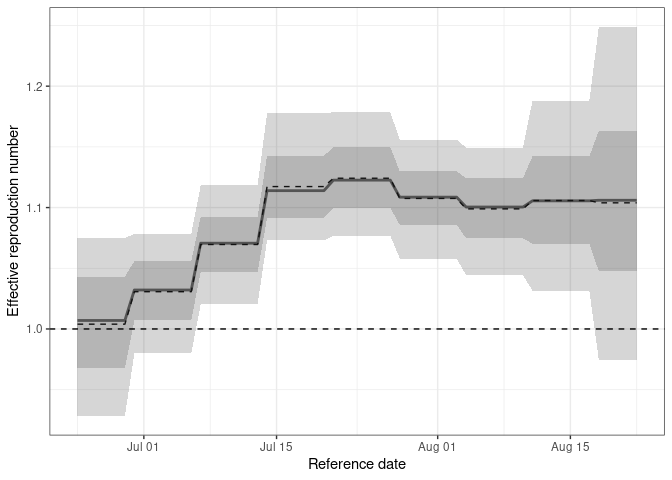 Effective reproduction number
1.2
1.1
1.0
Jul 01
Jul 15
Aug 01
Aug 15
Reference date